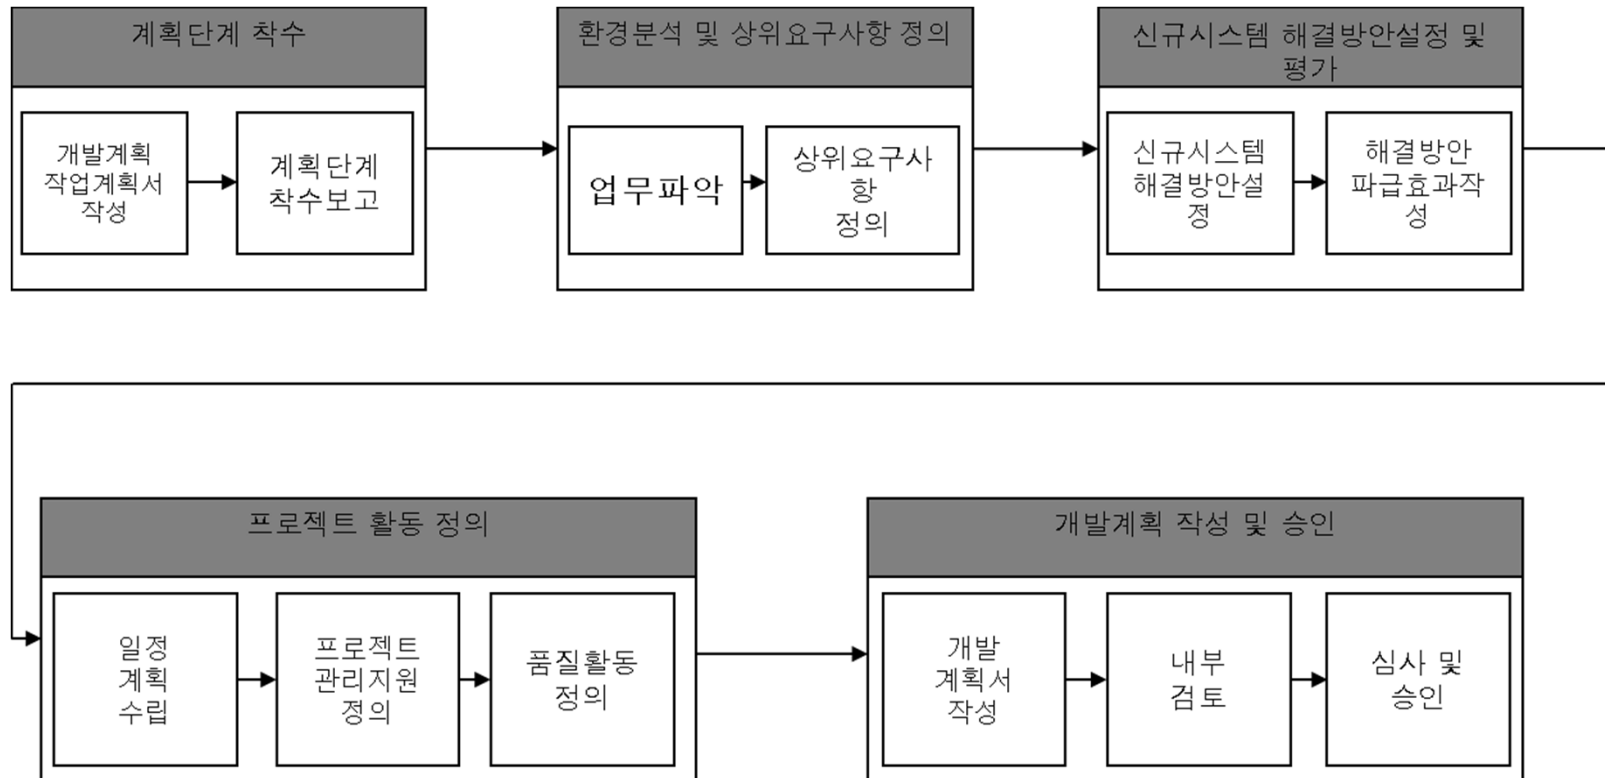 계획단계 착수
개발계획
작업계획서
작성
계획단계
착수보고
환경분석 및 상위요구사항 정의
업무파악
상위요구사
항
정의
신규시스템 해결방안설정 및
평가
신규시스템
해결방안설
정
해결방안
파급효과작
성
프로젝트 활동 정의
일정
계획
수립
프로젝트
관리지원
정의
품질활동
정의
개발계획 작성 및 승인
개발
계획서
작성
내부
검토
심사 및
승인